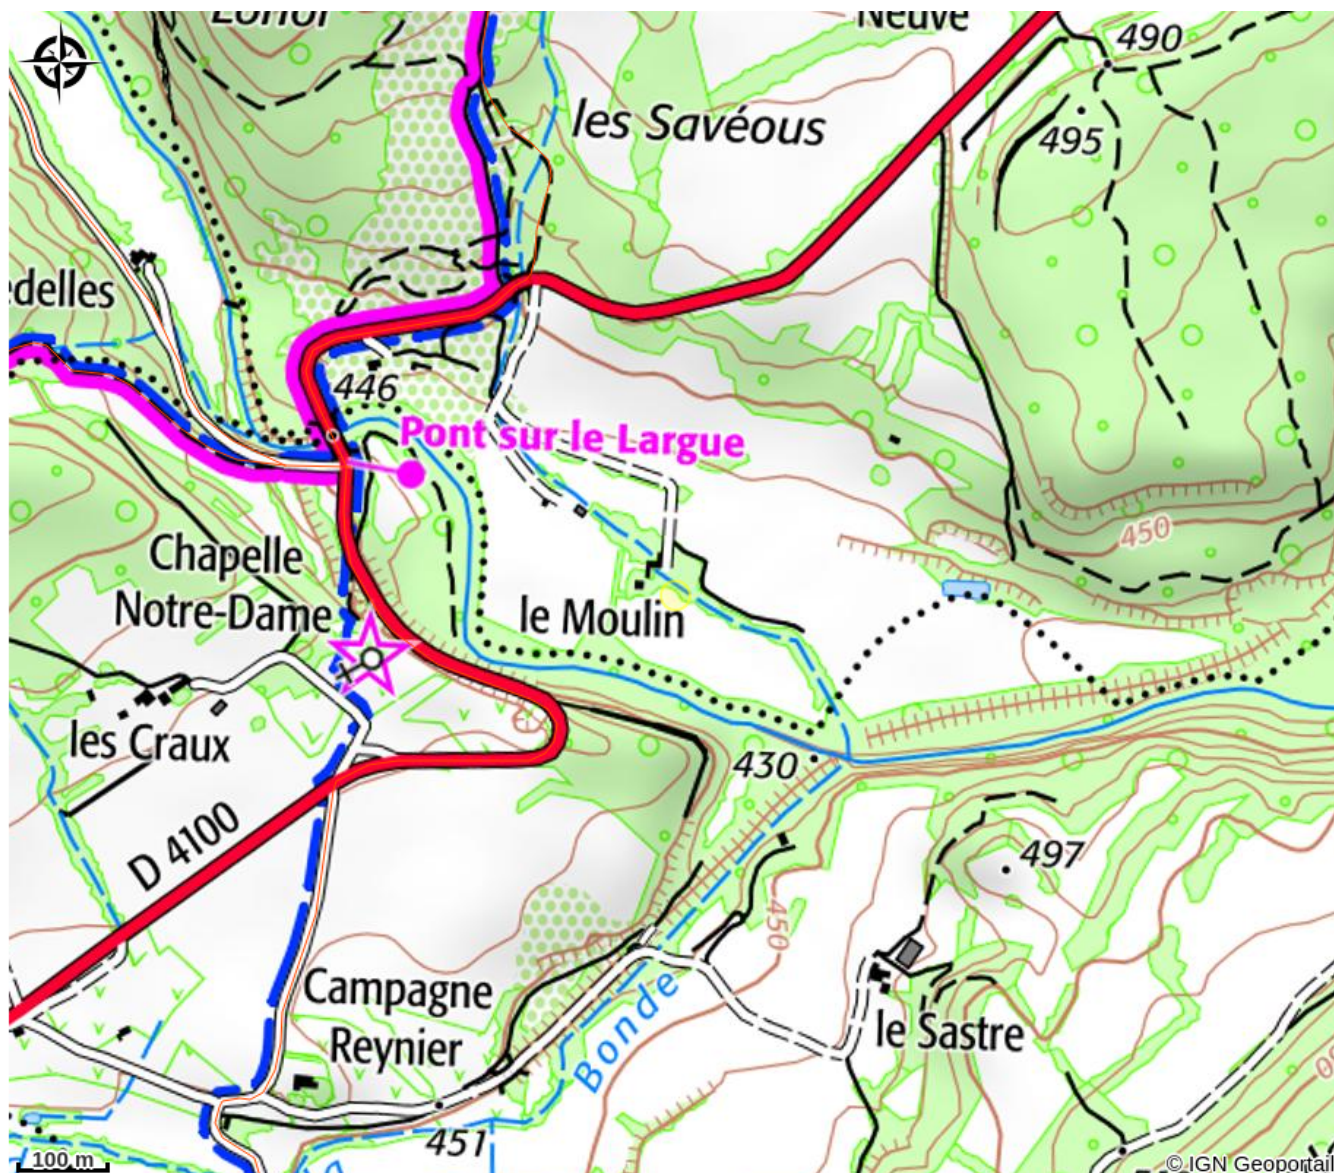 Neuve
490
les Savéous
495
edelles
446
Pont sur le Largue
450
Chapelle
Notre-Dame
le Moulin
les Craux
430
D 4100
497
450
Campagne
Reynier
le Sastre
Bonde
451
100 m
© IGN Geoportail